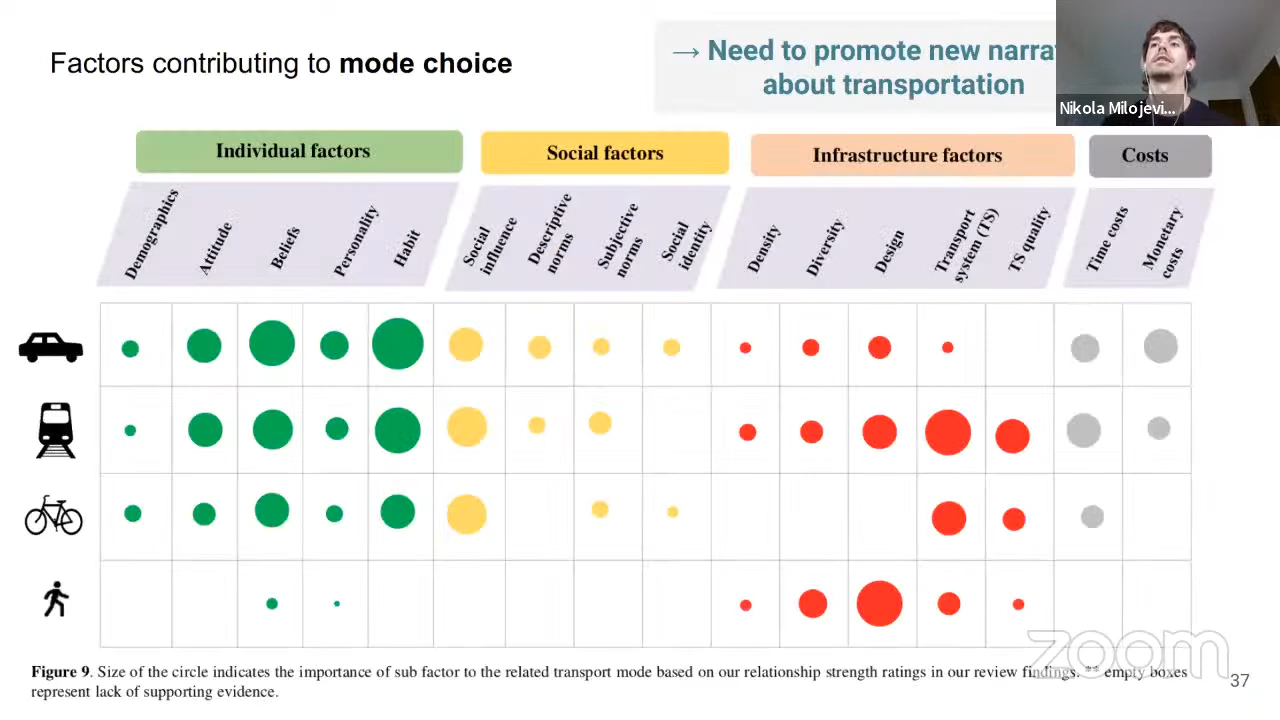 Factors contributing to mode choice
→ Need to promote new
about transportation
Nikola Milojevi...
Individual factors
Social factors
Infrastructure factors
Costs
Demographics
Attitude
Beliefs
Personality
Habit
Social
influence
Descriptive
norms
Subjective
norms
Social
identity
Density
Diversity
Design
Transport
system (TS)
TS quality
Time costs
Monetary
costs
Figure 9. Size of the circle indicates the importance of sub factor to the related transport mode based on our relationship strength ratings in our review findings. ** empty boxes
represent lack of supporting evidence.
zoom
37